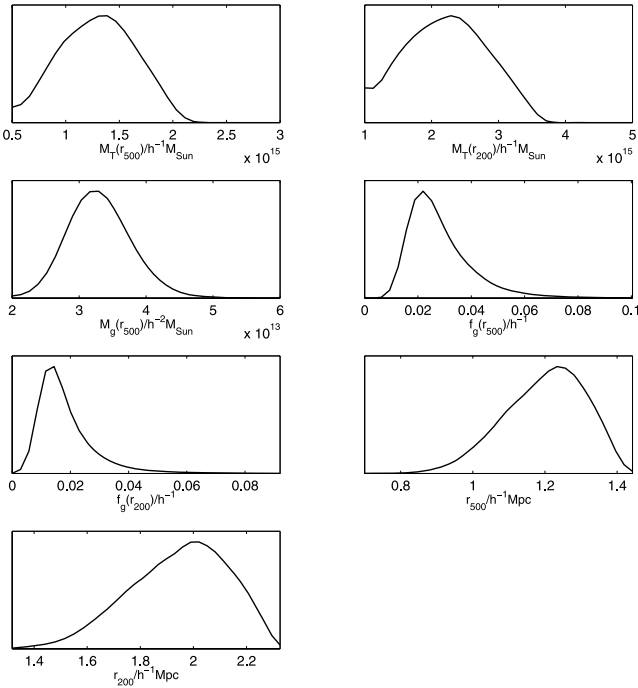 0.5 1 1.5 2 2.5 3
M_T(r_500)/h^-1M_Sun
x 10^15
1 2 3 4 5
M_T(r_200)/h^-1M_Sun
x 10^15
2 3 4 5 6
M_g(r_500)/h^-2M_Sun
x 10^13
0 0.02 0.04 0.06 0.08 0.1
f_g(r_500)/h^-1
0 0.02 0.04 0.06 0.08
f_g(r_200)/h^-1
0.8 1 1.2 1.4
r_500/h^-1Mpc
1.4 1.6 1.8 2 2.2
r_200/h^-1Mpc